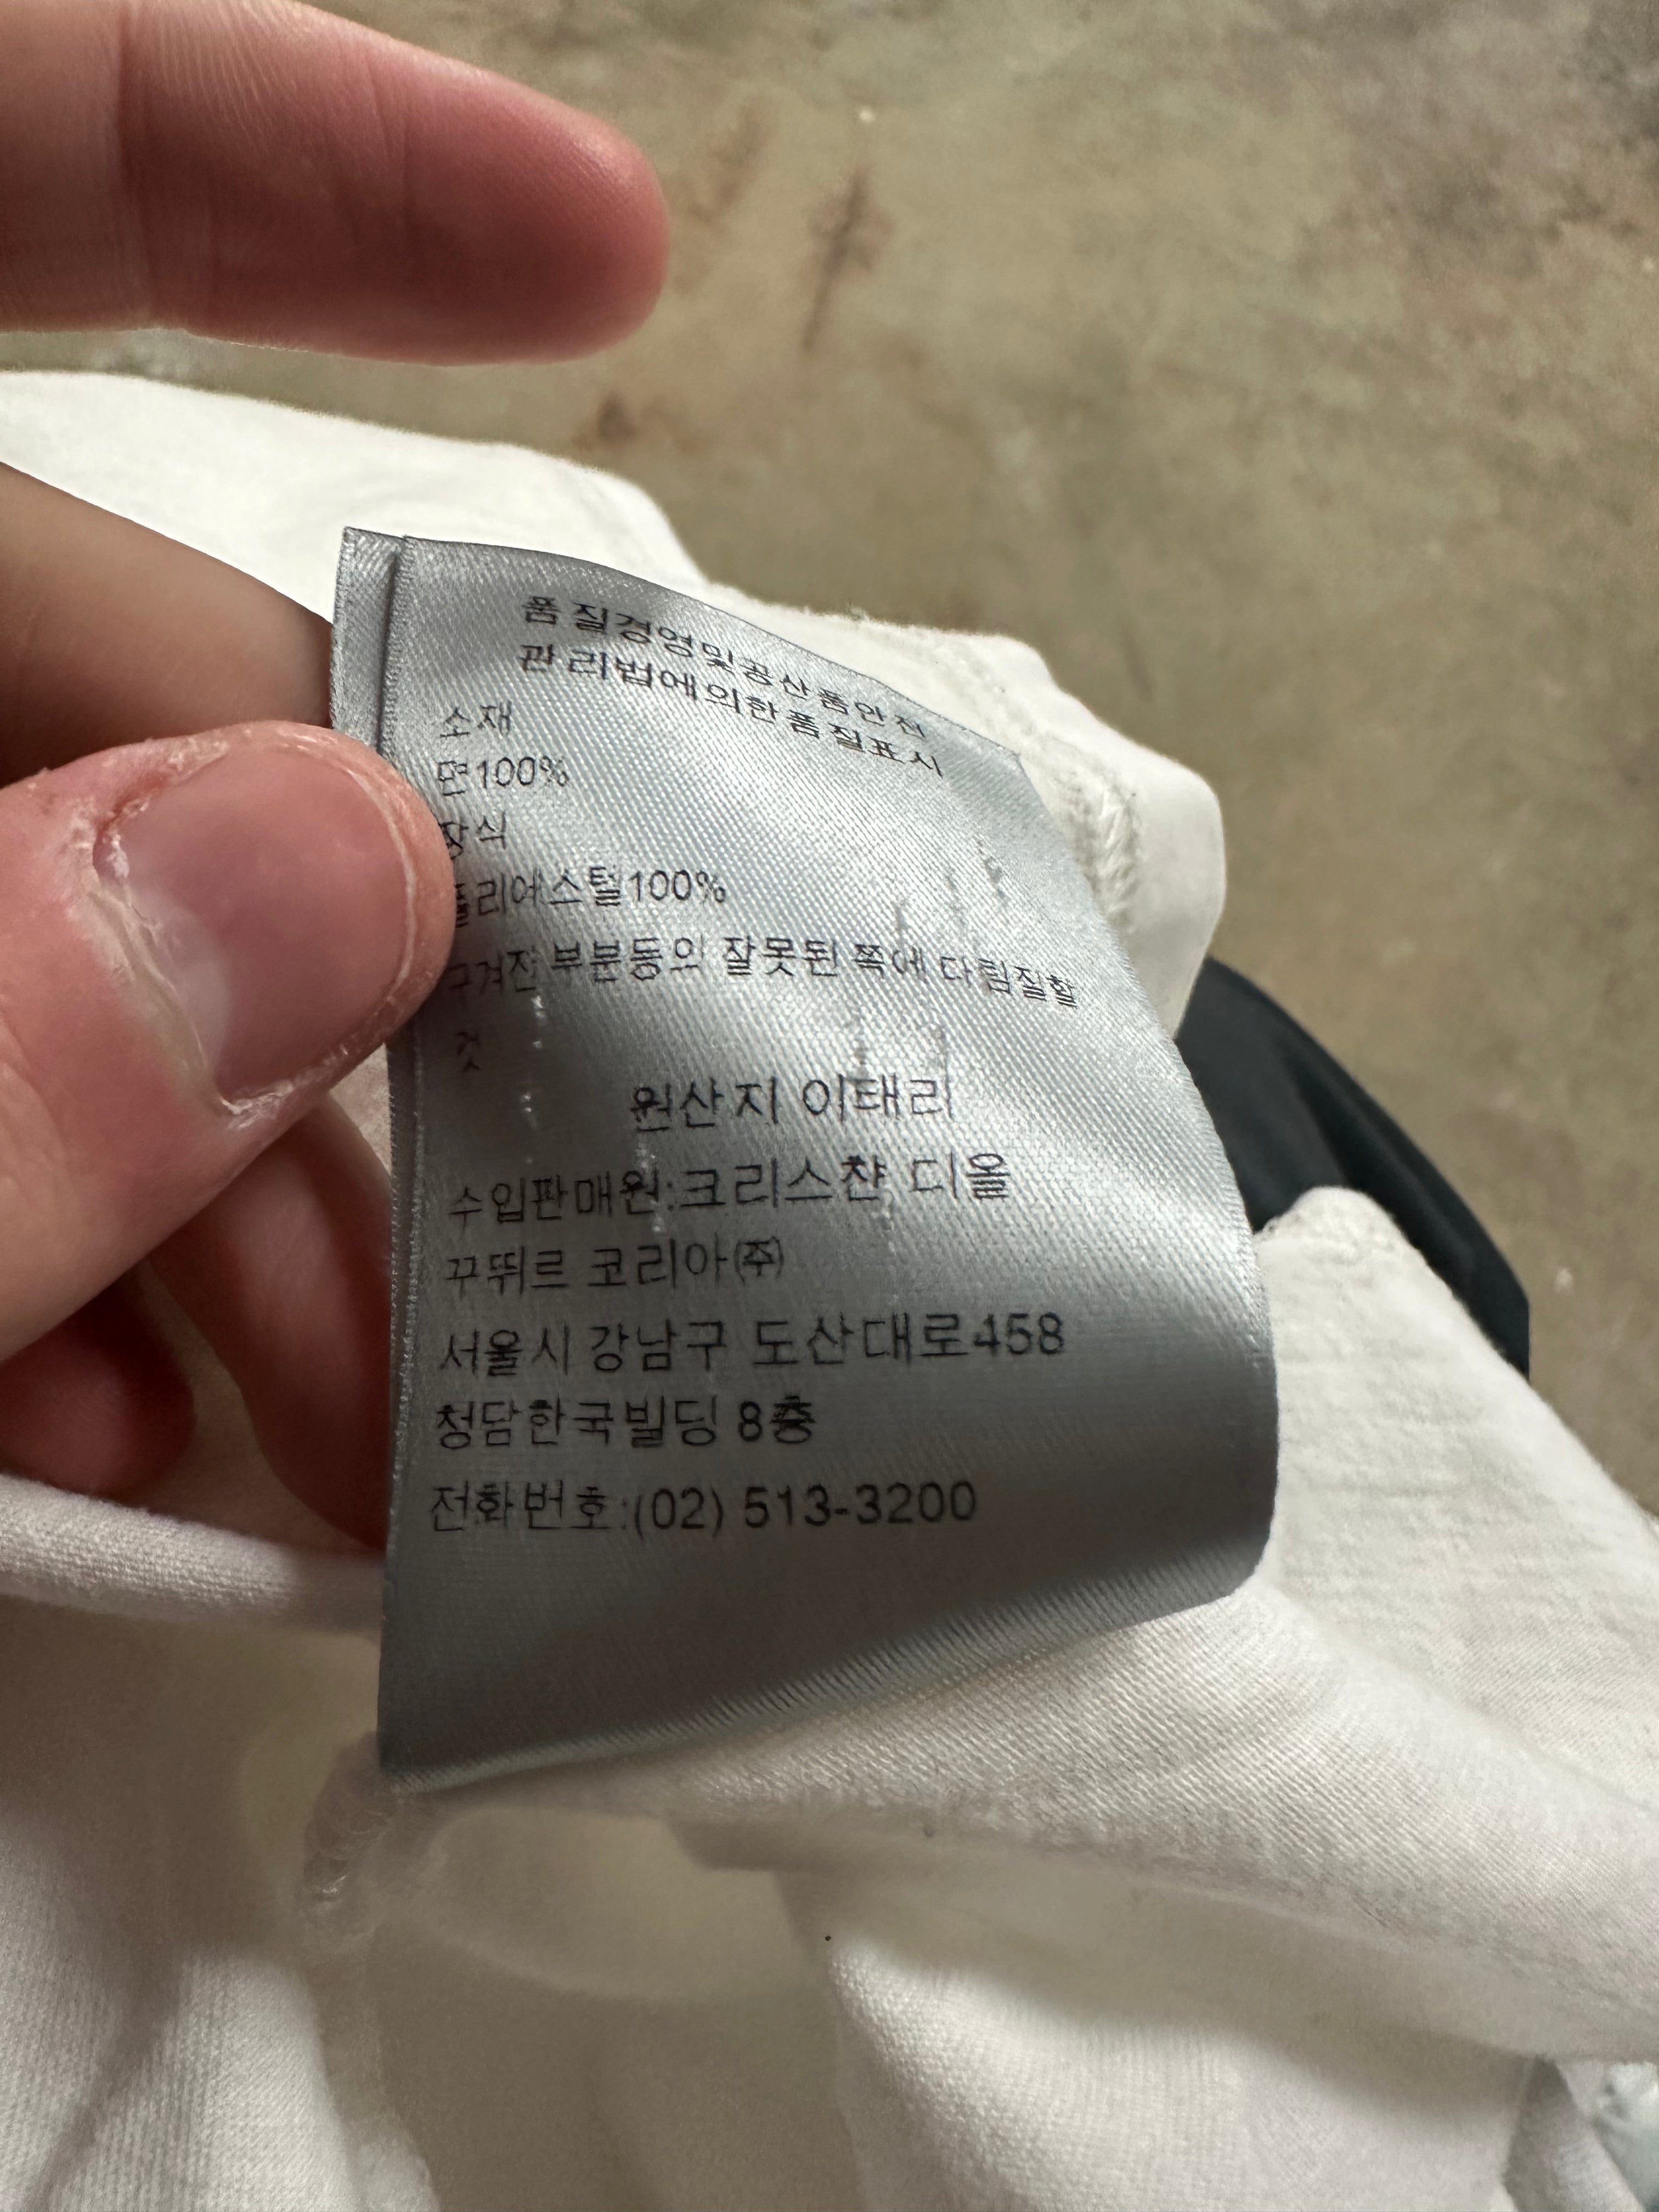 품질경영및공산품안전
관리법에의한품질표시
소재
면100%
장식
폴리에스텔100%
구겨진 부분등의 잘못된 쪽에 다림질할
것
원산지 이태리
수입판매원:크리스챤 디올
꾸뛰르 코리아㈜
서울시 강남구 도산대로458
청담한국빌딩 8층
전화번호:(02) 513-3200